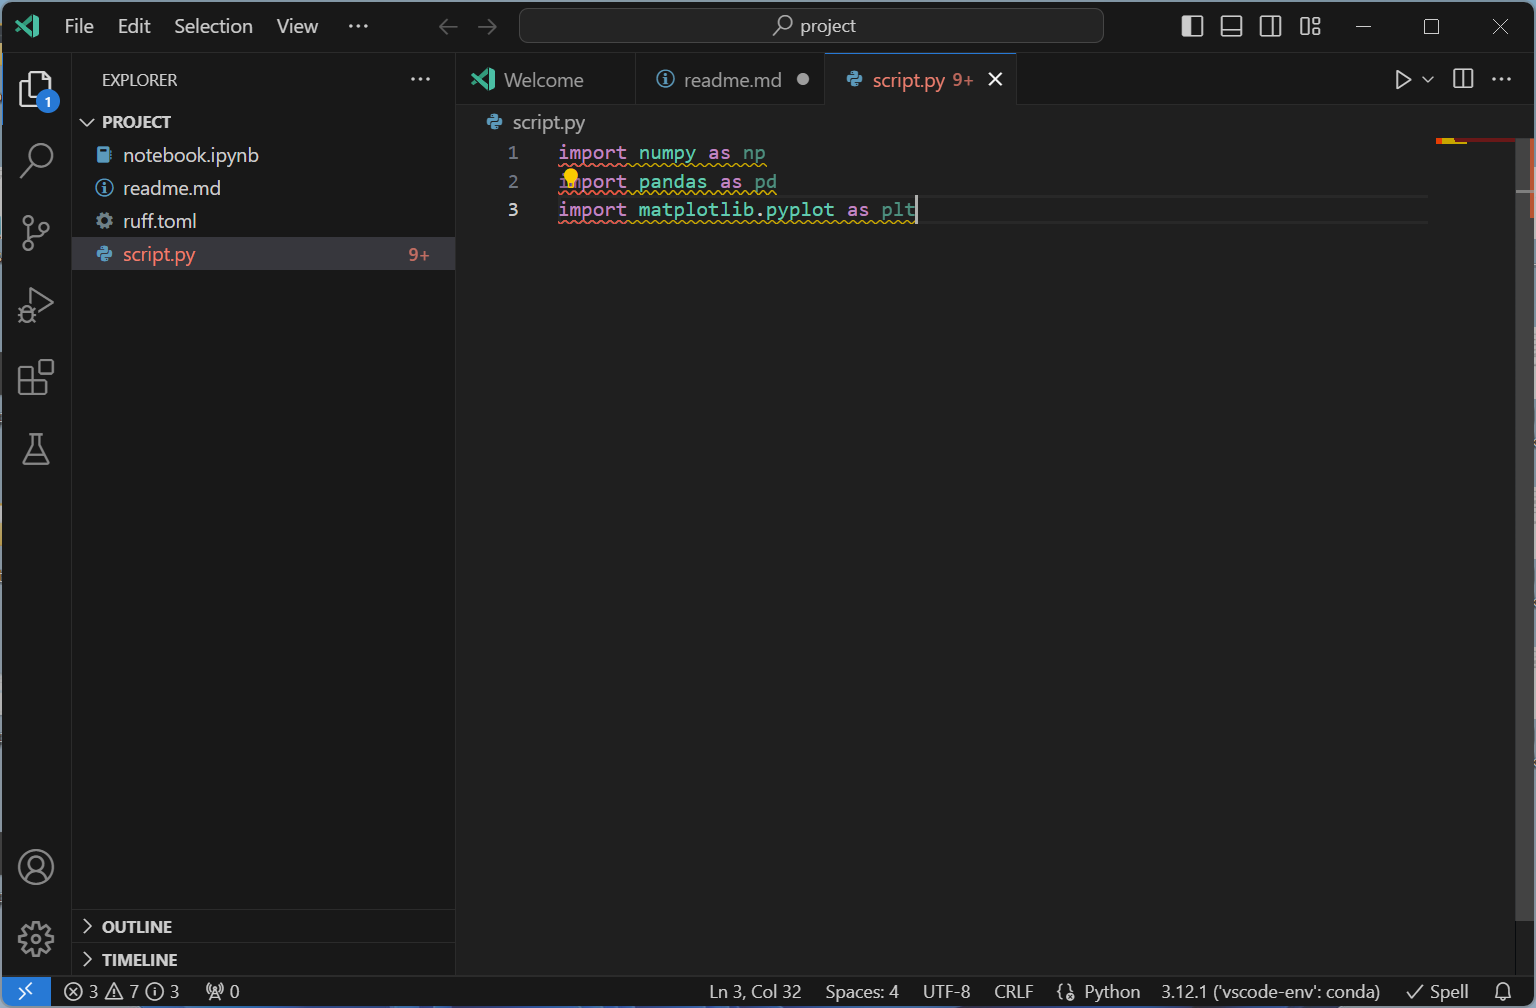 File Edit Selection View ··· project
EXPLORER ···
Welcome readme.md script.py 9+ ···
1
PROJECT
notebook.ipynb
readme.md
ruff.toml
script.py 9+
script.py
1 import numpy as np
2 import pandas as pd
3 import matplotlib.pyplot as plt
OUTLINE
TIMELINE
3 7 3 0 Ln 3, Col 32 Spaces: 4 UTF-8 CRLF Python 3.12.1 ('vscode-env': conda) Spell